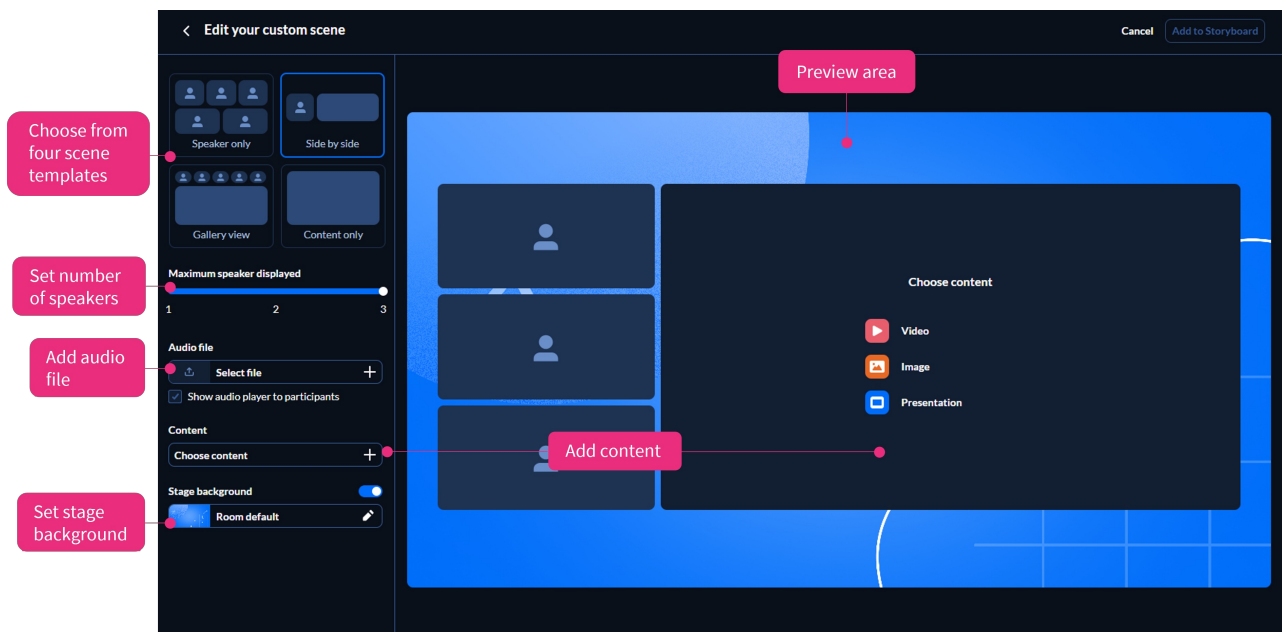 Edit your custom scene
Cancel
Add to Storyboard
Preview area
Choose from
four scene
templates
Speaker only
Side by side
Gallery view
Content only
Set number
of speakers
Maximum speaker displayed
1 2 3
Add audio
file
Audio file
Select file
Show audio player to participants
Content
Choose content
Add content
Set stage
background
Stage background
Room default
Choose content
Video
Image
Presentation